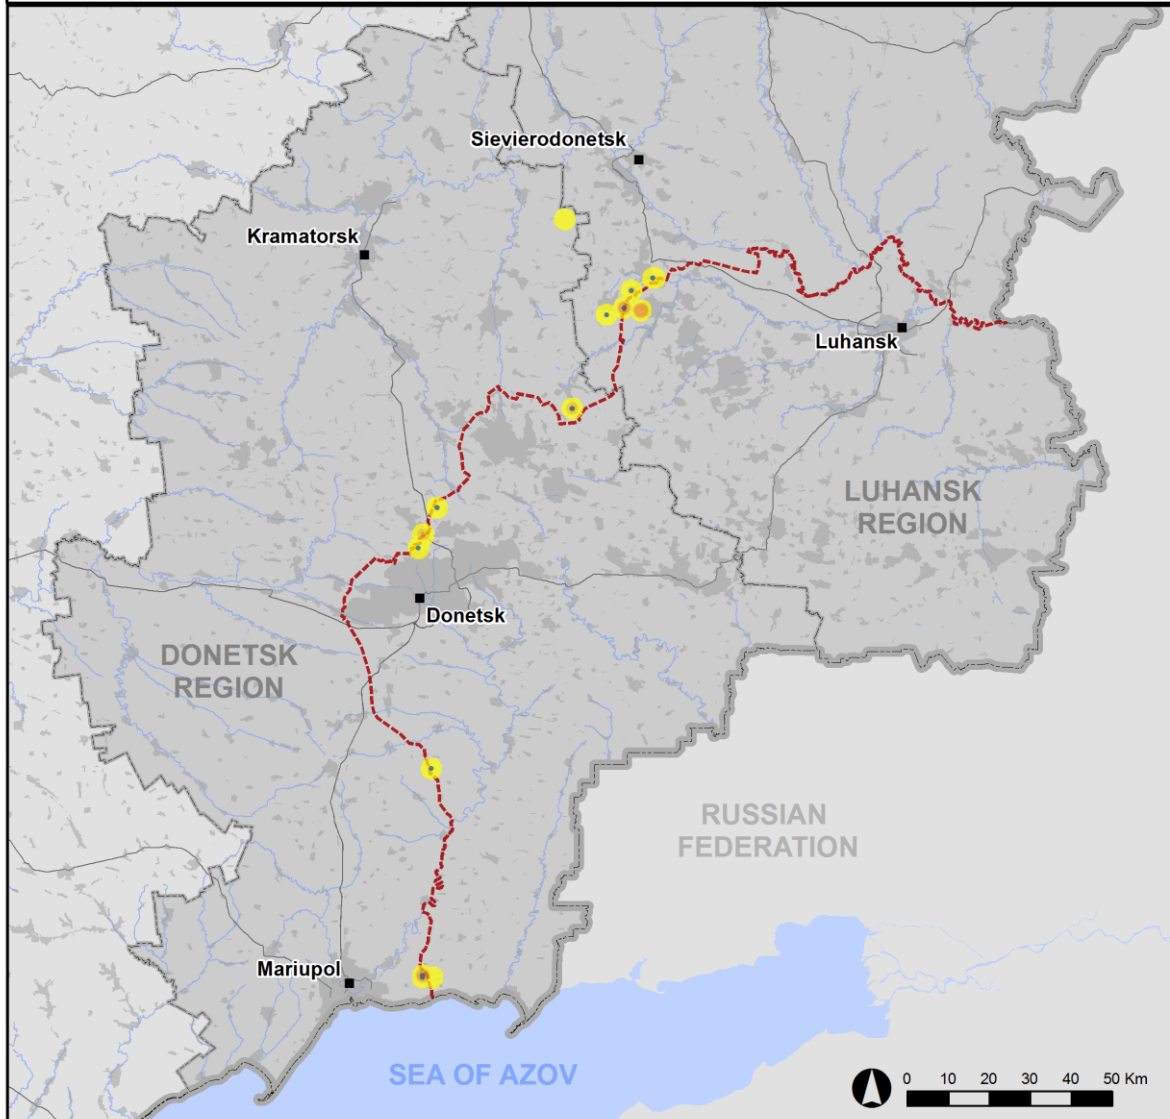 Sievierodonetsk
Kramatorsk
Luhansk
LUHANSK
REGION
Donetsk
DONETSK
REGION
RUSSIAN
FEDERATION
Mariupol
SEA OF AZOV
0 10 20 30 40 50 Km